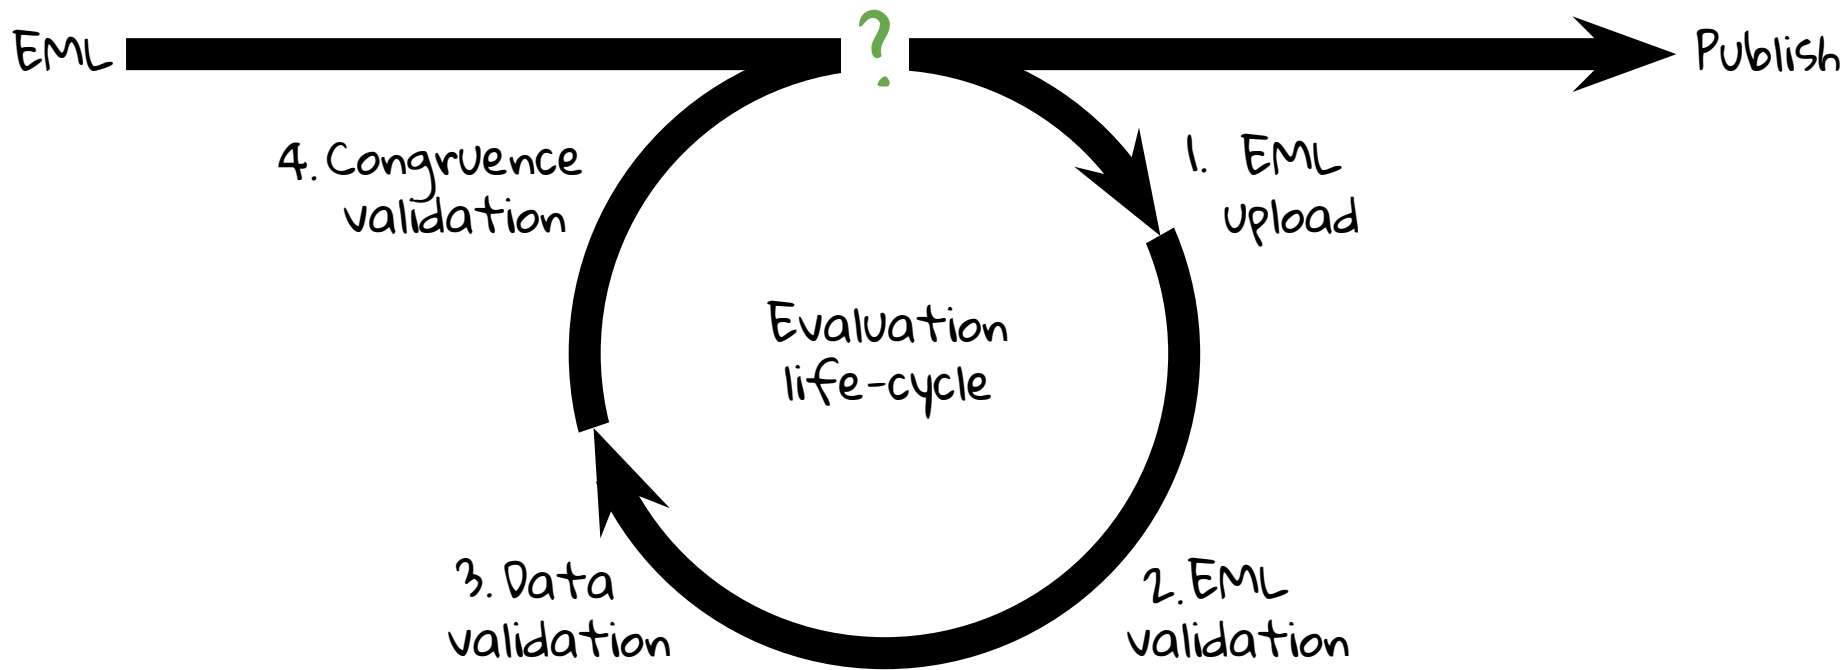 EML
?
Publish
1. EML
upload
4. Congruence
validation
Evaluation
life-cycle
3. Data
validation
2. EML
validation